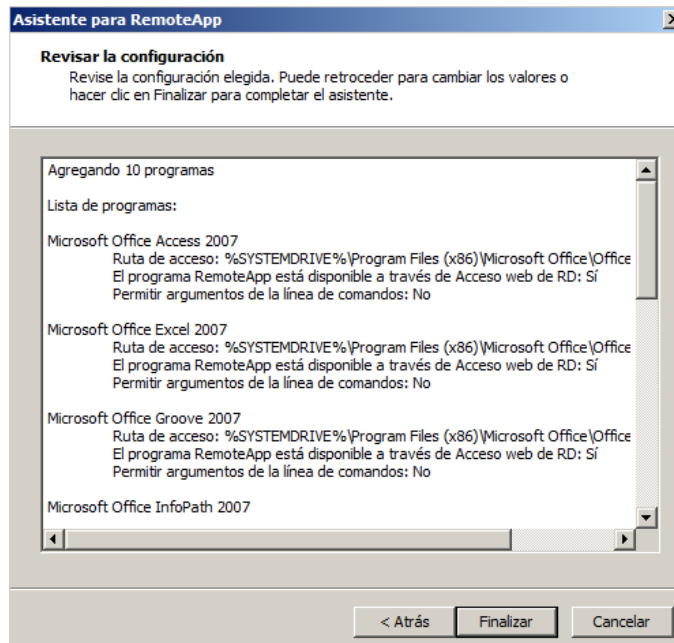 Asistente para RemoteApp
Revisar la configuración
Revise la configuración elegida. Puede retroceder para cambiar los valores o
hacer clic en Finalizar para completar el asistente.
Agregando 10 programas
Lista de programas:
Microsoft Office Access 2007
Ruta de acceso: %SYSTEMDRIVE%\Program Files (x86)\Microsoft Office\Office
El programa RemoteApp está disponible a través de Acceso web de RD: Sí
Permitir argumentos de la línea de comandos: No
Microsoft Office Excel 2007
Ruta de acceso: %SYSTEMDRIVE%\Program Files (x86)\Microsoft Office\Office
El programa RemoteApp está disponible a través de Acceso web de RD: Sí
Permitir argumentos de la línea de comandos: No
Microsoft Office Groove 2007
Ruta de acceso: %SYSTEMDRIVE%\Program Files (x86)\Microsoft Office\Office
El programa RemoteApp está disponible a través de Acceso web de RD: Sí
Permitir argumentos de la línea de comandos: No
Microsoft Office InfoPath 2007
< Atrás Finalizar Cancelar